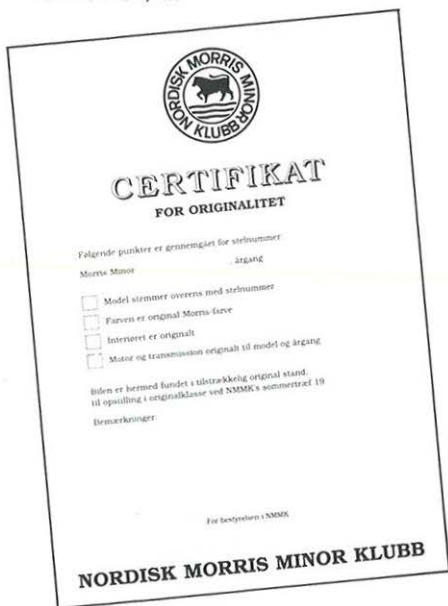 NORDISK MORRIS MINOR KLUBB
CERTIFIKAT
FOR ORIGINALITET
Følgende punkter er gennemgået for stelnummer
Morris Minor , årgang
Model stemmer overens med stelnummer
Farven er original Morris-farve
Interiøret er originalt
Motor og transmission originalt til model og årgang
Bilen er hermed fundet i tilstrækkelig original stand.
til opstilling i originalklasse ved NMMK's sommertræf 19
Bemærkninger:
For bestyrelsen i NMMK
NORDISK MORRIS MINOR KLUBB